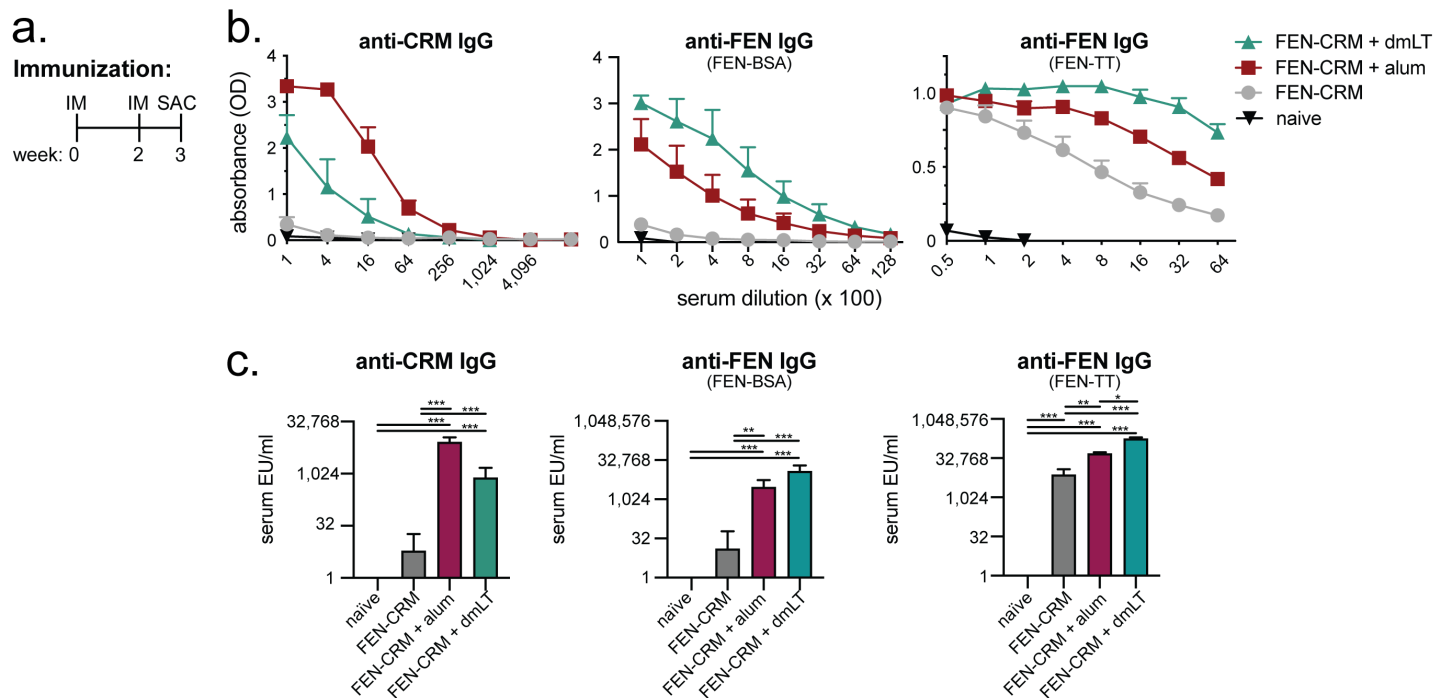 a.
Immunization:
IM IM SAC
week: 0 2 3
b.
anti-CRM IgG
absorbance (OD)
4
3
2
1
0
1 4 16 64 256 1,024 4,096
anti-FEN IgG
(FEN-BSA)
4
3
2
1
0
1 2 4 8 16 32 64 128
serum dilution (x 100)
anti-FEN IgG
(FEN-TT)
1.0
0.5
0
0.5 1 2 4 8 16 32 64
FEN-CRM + dmLT
FEN-CRM + alum
FEN-CRM
naive
c.
anti-CRM IgG
serum EU/ml
32,768
1,024
32
1
***
***
***
***
naïve
FEN-CRM
FEN-CRM + alum
FEN-CRM + dmLT
anti-FEN IgG
(FEN-BSA)
serum EU/ml
1,048,576
32,768
1,024
32
1
**
***
***
***
naïve
FEN-CRM
FEN-CRM + alum
FEN-CRM + dmLT
anti-FEN IgG
(FEN-TT)
serum EU/ml
1,048,576
32,768
1,024
32
1
*
**
***
***
***
***
naïve
FEN-CRM
FEN-CRM + alum
FEN-CRM + dmLT